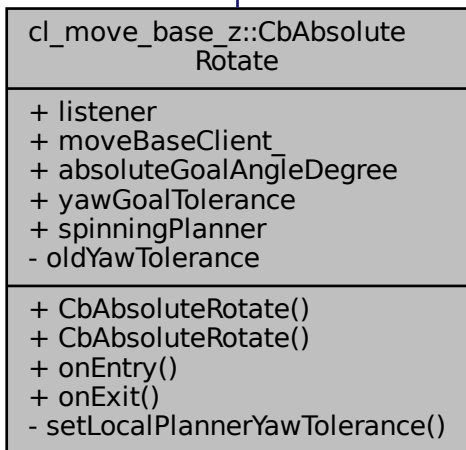 cl_move_base_z::CbAbsolute
Rotate
+ listener
+ moveBaseClient_
+ absoluteGoalAngleDegree
+ yawGoalTolerance
+ spinningPlanner
- oldYawTolerance
+ CbAbsoluteRotate()
+ CbAbsoluteRotate()
+ onEntry()
+ onExit()
- setLocalPlannerYawTolerance()